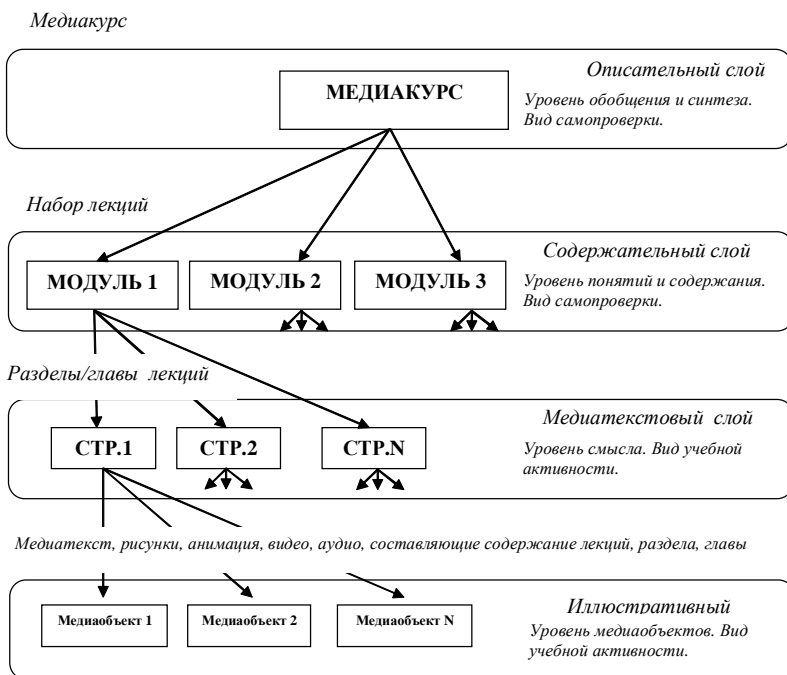 Медиакурс
Описательный слой
МЕДИАКУРС
Уровень обобщения и синтеза.
Вид самопроверки.
Набор лекций
Содержательный слой
МОДУЛЬ 1
МОДУЛЬ 2
МОДУЛЬ 3
Уровень понятий и содержания.
Вид самопроверки.
Разделы/главы лекций
Медиатекстовый слой
СТР.1
СТР.2
СТР.N
Уровень смысла. Вид учебной
активности.
Медиатекст, рисунки, анимация, видео, аудио, составляющие содержание лекций, раздела, главы
Иллюстративный
Медиаобъект 1
Медиаобъект 2
Медиаобъект N
Уровень медиаобъектов. Вид
учебной активности.